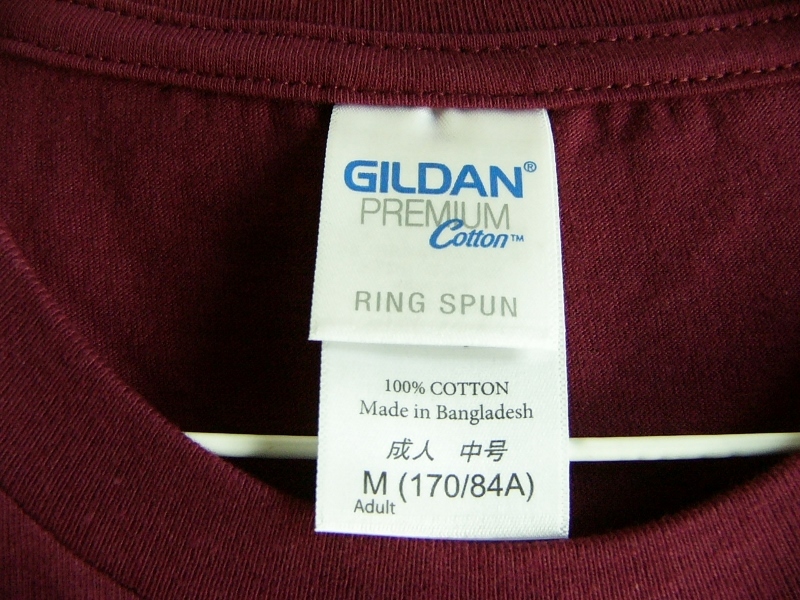 GILDAN®
PREMIUM
Cotton™
RING SPUN
100% COTTON
Made in Bangladesh
成人 中号
M (170/84A)
Adult